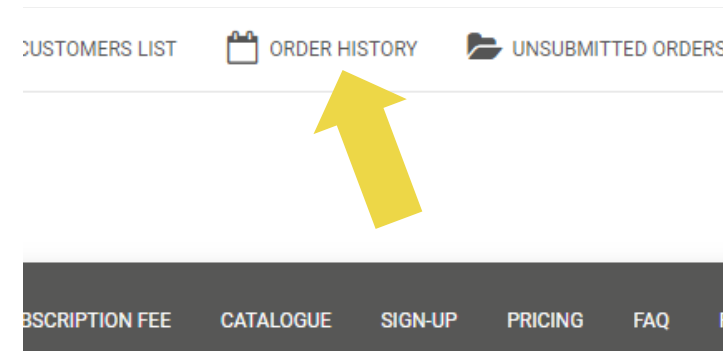 CUSTOMERS LIST ORDER HISTORY UNSUBMITTED ORDERS
BSCRIPTION FEE CATALOGUE SIGN-UP PRICING FAQ